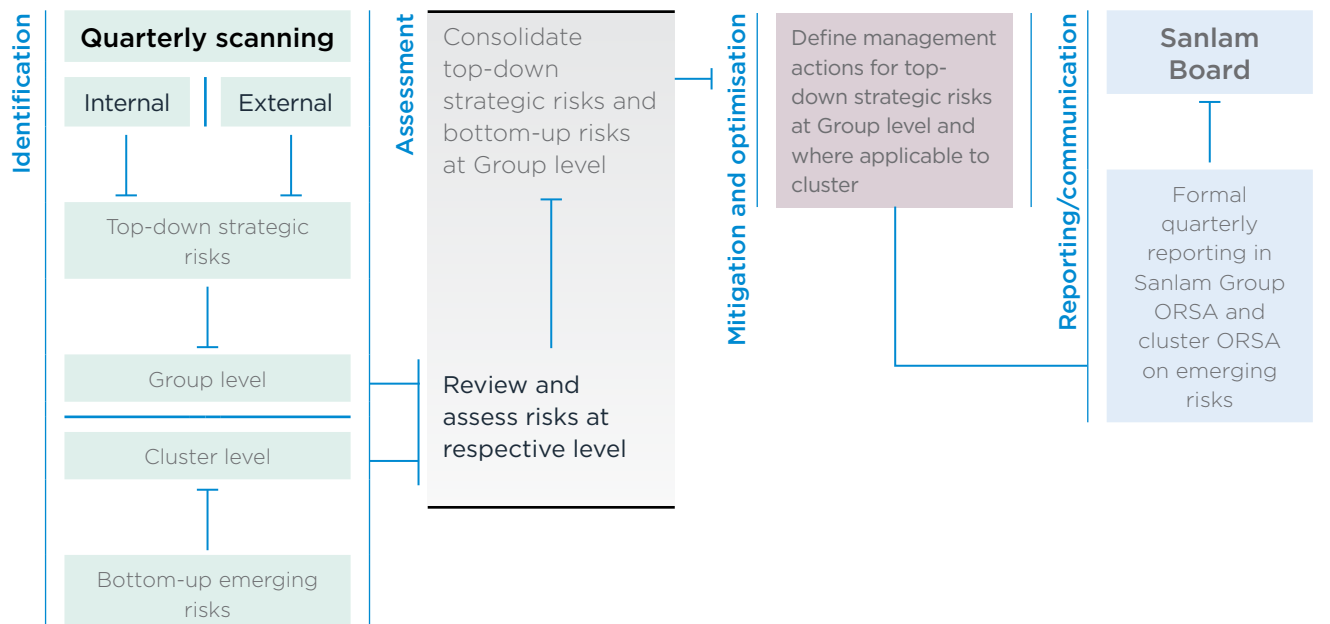 Identification
Quarterly scanning
Internal
External
Top-down strategic
risks
Group level
Cluster level
Bottom-up emerging
risks
Assessment
Consolidate
top-down
strategic risks and
bottom-up risks
at Group level
Review and
assess risks at
respective level
Mitigation and optimisation
Define management
actions for top-
down strategic risks
at Group level and
where applicable to
cluster
Reporting/communication
Sanlam
Board
Formal
quarterly
reporting in
Sanlam Group
ORSA and
cluster ORSA
on emerging
risks